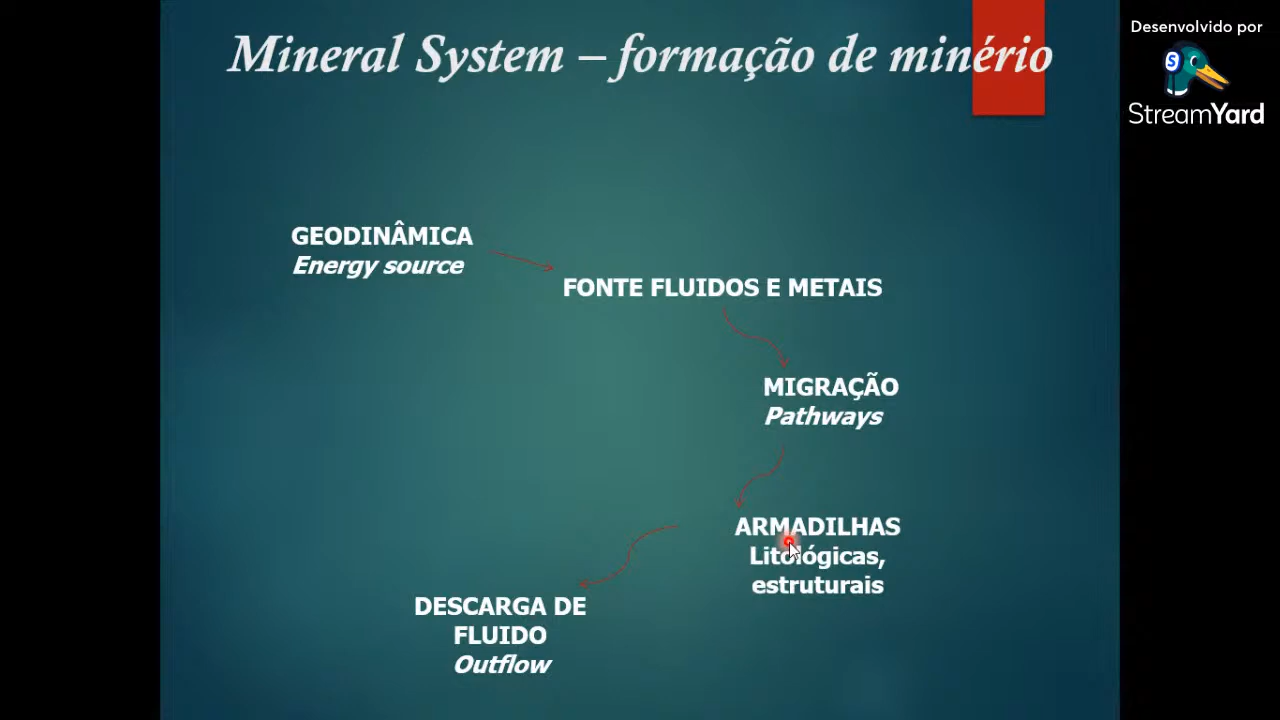 Mineral System – formação de minério
Desenvolvido por
StreamYard
GEODINÂMICA
Energy source
FONTE FLUIDOS E METAIS
MIGRAÇÃO
Pathways
ARMADILHAS
Litológicas,
estruturais
DESCARGA DE
FLUIDO
Outflow